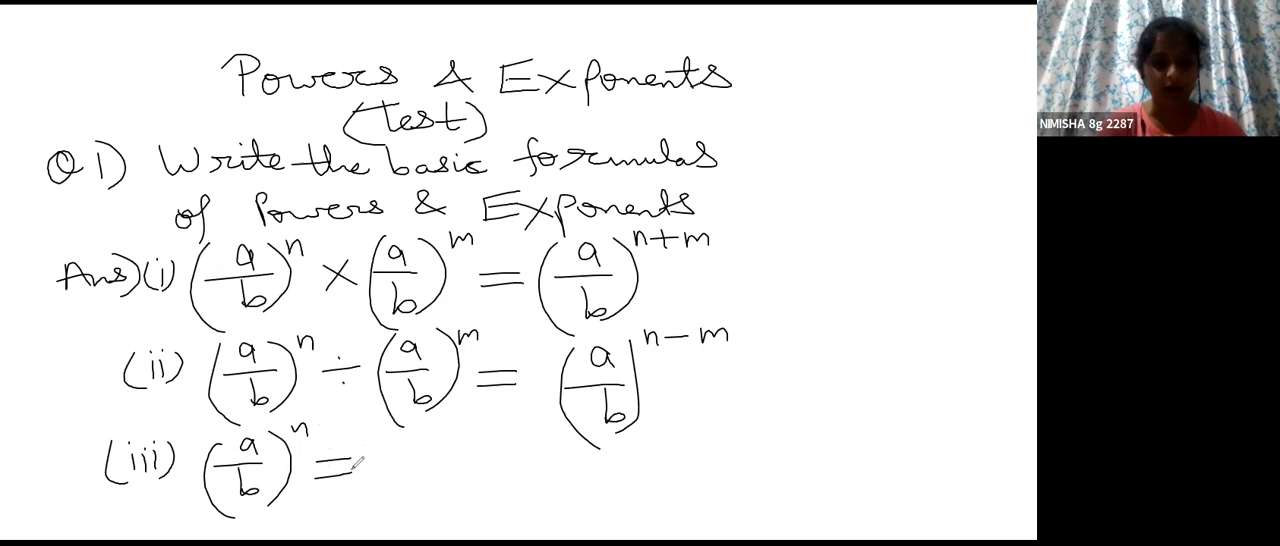 Powers & Exponents
(Test)
Q1) Write the basic formulas
of Powers & Exponents
Ans)(i) (a/b)^n × (a/b)^m = (a/b)^n+m
(ii) (a/b)^n ÷ (a/b)^m = (a/b)^n-m
(iii) (a/b)^n =
NIMISHA 8g 2287